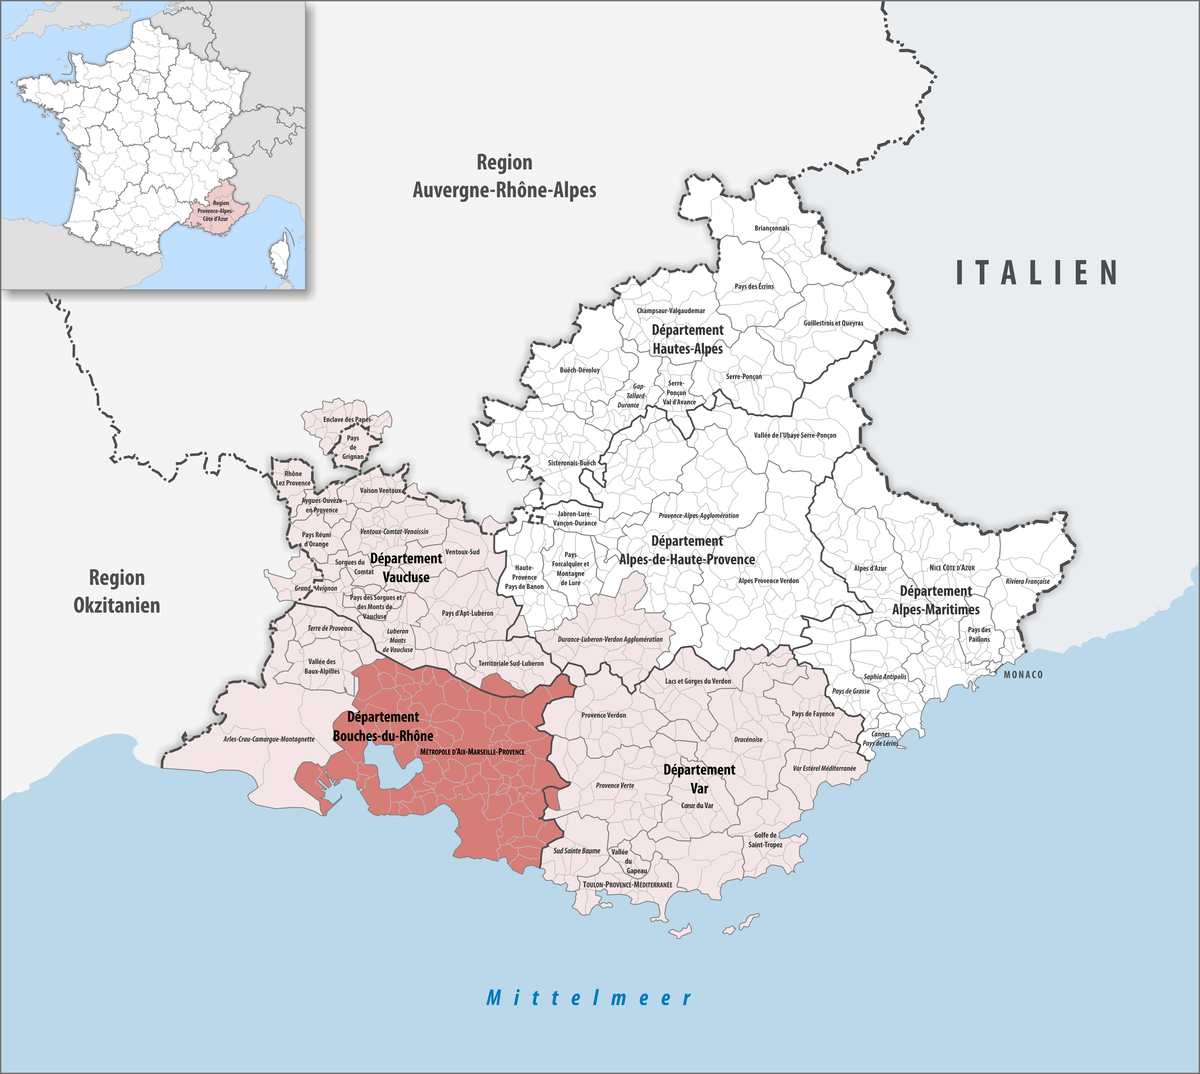 Region
Provence-Alpes-
Côte d'Azur
Region
Auvergne-Rhône-Alpes
ITALIEN
Briançonnais
Pays des Écrins
Champsaur-Valgaudemar
Guillestrois et Queyras
Département
Hautes-Alpes
Buëch-Dévoluy
Gap-
Tallard-
Durance
Serre-
Ponçon
Val d'Avance
Serre-Ponçon
Enclave des Papes-
Pays
de
Grignan
Vallée de l'Ubaye Serre-Ponçon
Sisteronais-Buëch
Rhône
Lez Provence
Vaison Ventoux
Aygues-Ouvèze
en Provence
Jabron-Lure-
Vançon-Durance
Provence-Alpes-Agglomération
Ventoux-Comtat-Venaissin
Pays Réuni
d'Orange
Département
Alpes-de-Haute-Provence
Ventoux-Sud
Département
Vaucluse
Sorgues du
Comtat
Haute-
Provence
Pays de Banon
Pays
Forcalquier et
Montagne
de Lure
Alpes d'Azur
Nice Côte d'Azur
Riviera Française
Alpes Provence Verdon
Region
Okzitanien
Grand Avignon
Département
Alpes-Maritimes
Pays des Sorgues et
des Monts de
Vaucluse
Pays d'Apt-Luberon
Terre de Provence
Luberon
Monts
de Vaucluse
Durance-Luberon-Verdon Agglomération
Pays des
Paillons
Vallée des
Baux-Alpilles
Territoriale Sud-Luberon
MONACO
Sophia Antipolis
Lacs et Gorges du Verdon
Pays de Grasse
Département
Bouches-du-Rhône
Provence Verdon
Pays de Fayence
Arles-Crau-Camargue-Montagnette
Dracénoise
Cannes
Pays de Lérins
Métropole d'Aix-Marseille-Provence
Var Estérel Méditerranée
Département
Var
Provence Verte
Cœur du Var
Golfe de
Saint-Tropez
Sud Sainte Baume
Vallée
du
Gapeau
Toulon-Provence-Méditerranée
Mittelmeer